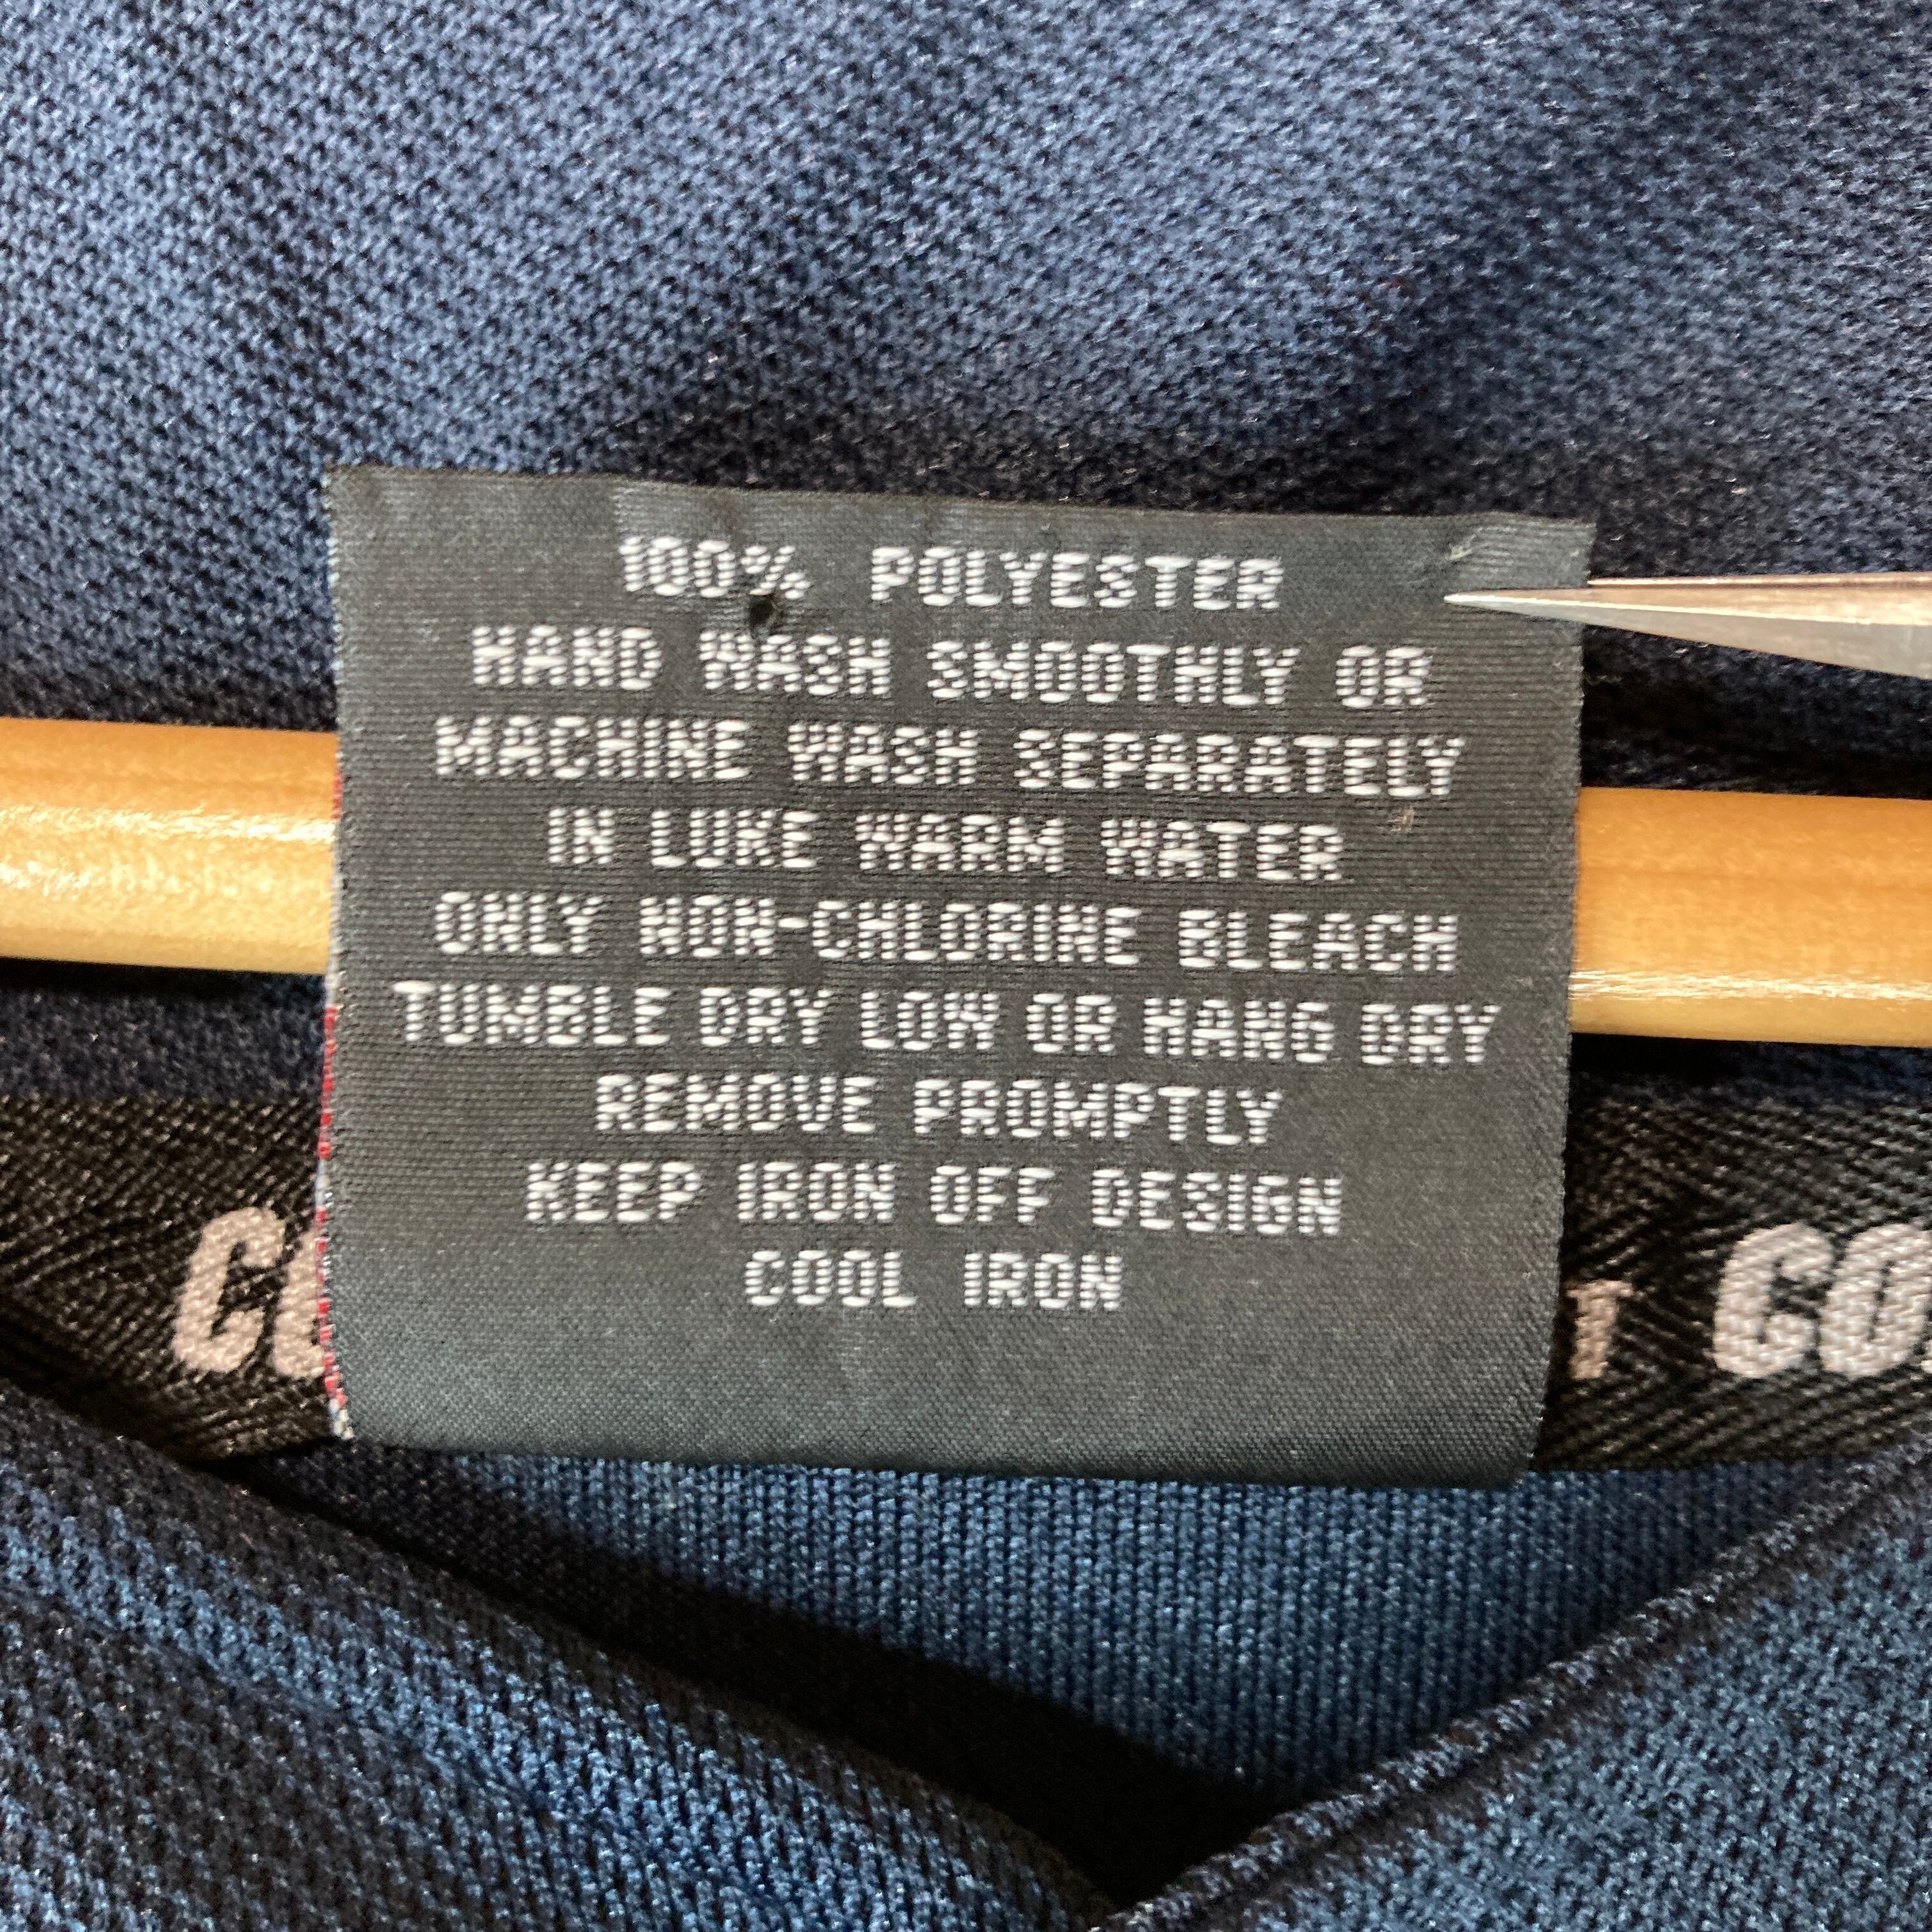 100% POLYESTER
HAND WASH SMOOTHLY OR
MACHINE WASH SEPARATELY
IN LUKE WARM WATER
ONLY NON-CHLORINE BLEACH
TUMBLE DRY LOW OR HANG DRY
REMOVE PROMPTLY
KEEP IRON OFF DESIGN
COOL IRON